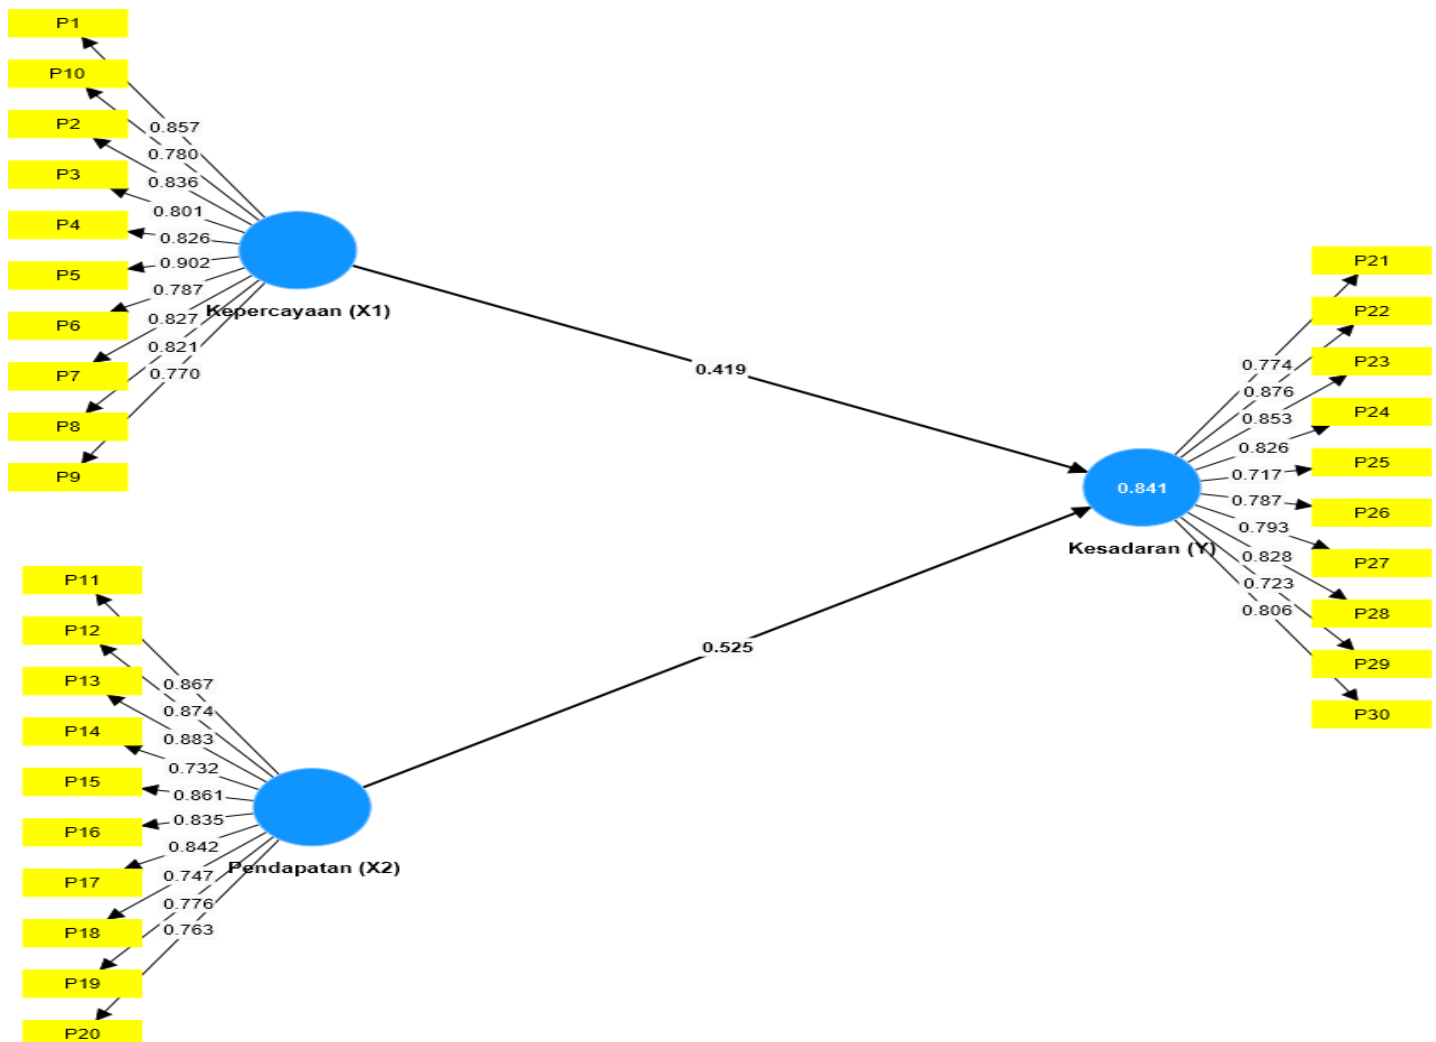 P1
P10
P2
P3
P4
P5
P6
P7
P8
P9
0.857
0.780
0.836
0.801
0.826
0.902
0.787
0.827
0.821
0.770
Kepercayaan (X1)
0.419
P11
P12
P13
P14
P15
P16
P17
P18
P19
P20
0.867
0.874
0.883
0.732
0.861
0.835
0.842
0.747
0.776
0.763
Pendapatan (X2)
0.525
0.841
Kesadaran (Y)
0.774
0.876
0.853
0.826
0.717
0.787
0.793
0.828
0.723
0.806
P21
P22
P23
P24
P25
P26
P27
P28
P29
P30